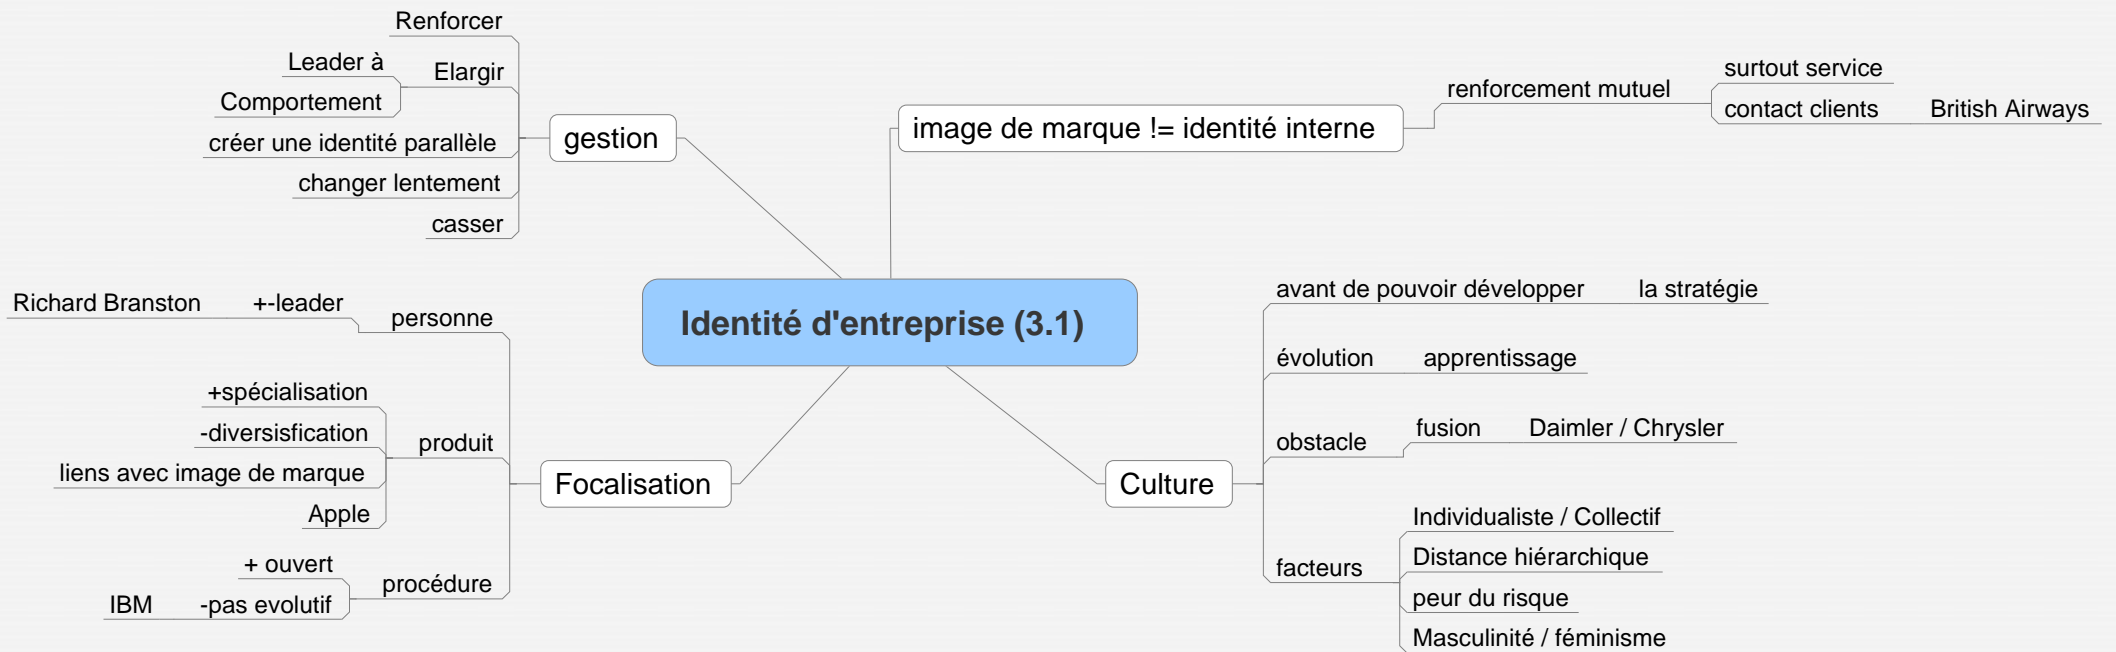 Identité d'entreprise (3.1)
gestion
Renforcer
Elargir
Leader à
Comportement
créer une identité parallèle
changer lentement
casser
image de marque != identité interne
renforcement mutuel
surtout service
contact clients
British Airways
Focalisation
personne
+-leader
Richard Branston
produit
+spécialisation
-diversisfication
liens avec image de marque
Apple
procédure
+ ouvert
-pas evolutif
IBM
Culture
avant de pouvoir développer
la stratégie
évolution
apprentissage
obstacle
fusion
Daimler / Chrysler
facteurs
Individualiste / Collectif
Distance hiérarchique
peur du risque
Masculinité / féminisme